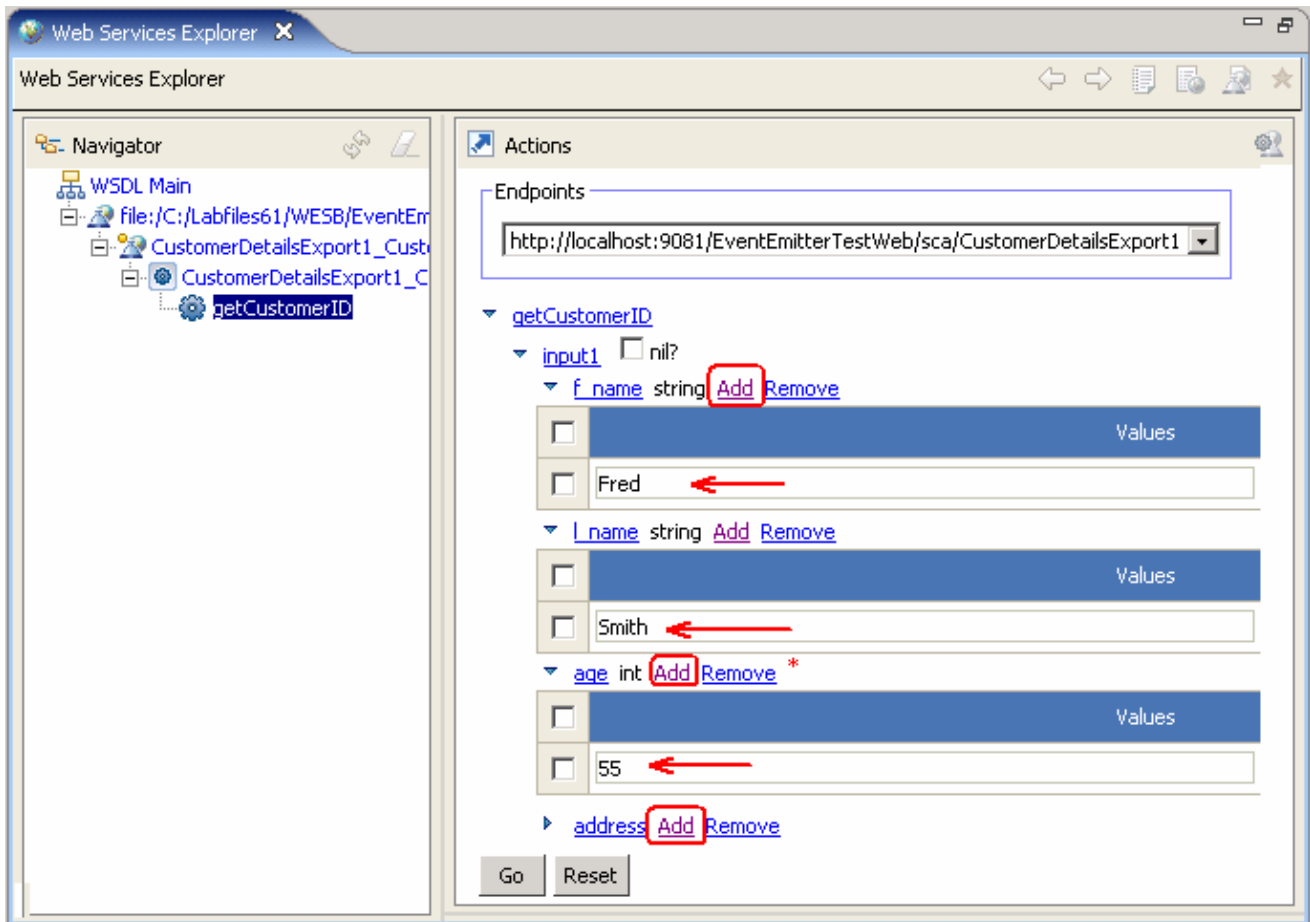 Web Services Explorer
Web Services Explorer
Navigator
WSDL Main
file:/C:/Labfiles61/WESB/EventEm
CustomerDetailsExport1_Custo
CustomerDetailsExport1_C
getCustomerID
Actions
Endpoints
http://localhost:9081/EventEmitterTestWeb/sca/CustomerDetailsExport1
getCustomerID
input1 nil?
f_name string Add Remove
Values
Fred
l_name string Add Remove
Values
Smith
age int Add Remove *
Values
55
address Add Remove
Go Reset